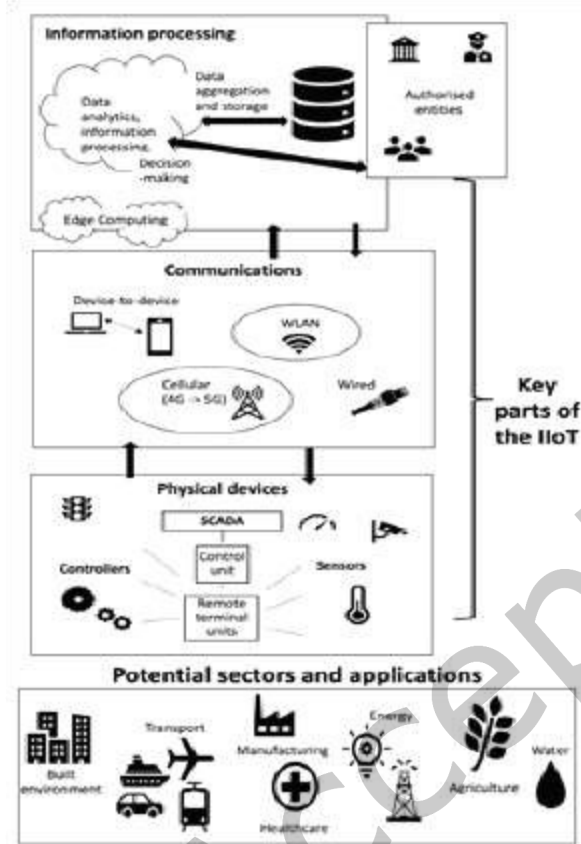 Information processing
Data
aggregation
and storage
Data
analytics,
information
processing.
Decision
-making
Edge Computing
Authorised
entities
Communications
Device-to-device
WLAN
Cellular
(4G -> 5G)
Wired
Key
parts of
the IIoT
Physical devices
SCADA
Control
unit
Controllers
Sensors
Remote
terminal
units
Potential sectors and applications
Built
environment
Transport
Manufacturing
Healthcare
Energy
Agriculture
Water
Accep